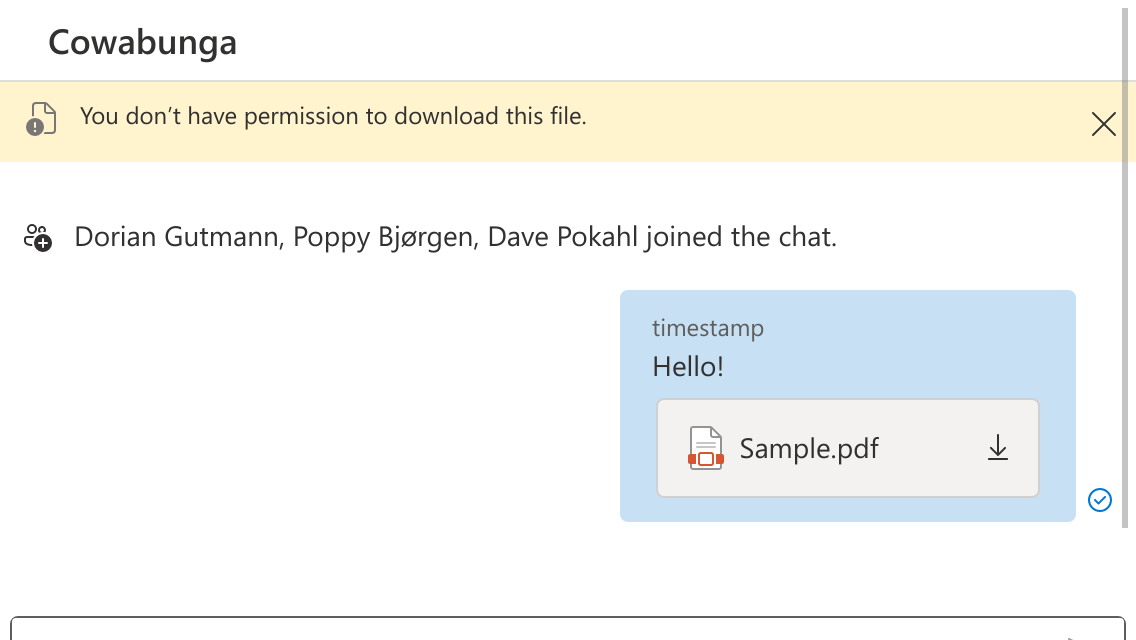 Cowabunga
You don’t have permission to download this file.
Dorian Gutmann, Poppy Bjørgen, Dave Pokahl joined the chat.
timestamp
Hello!
Sample.pdf